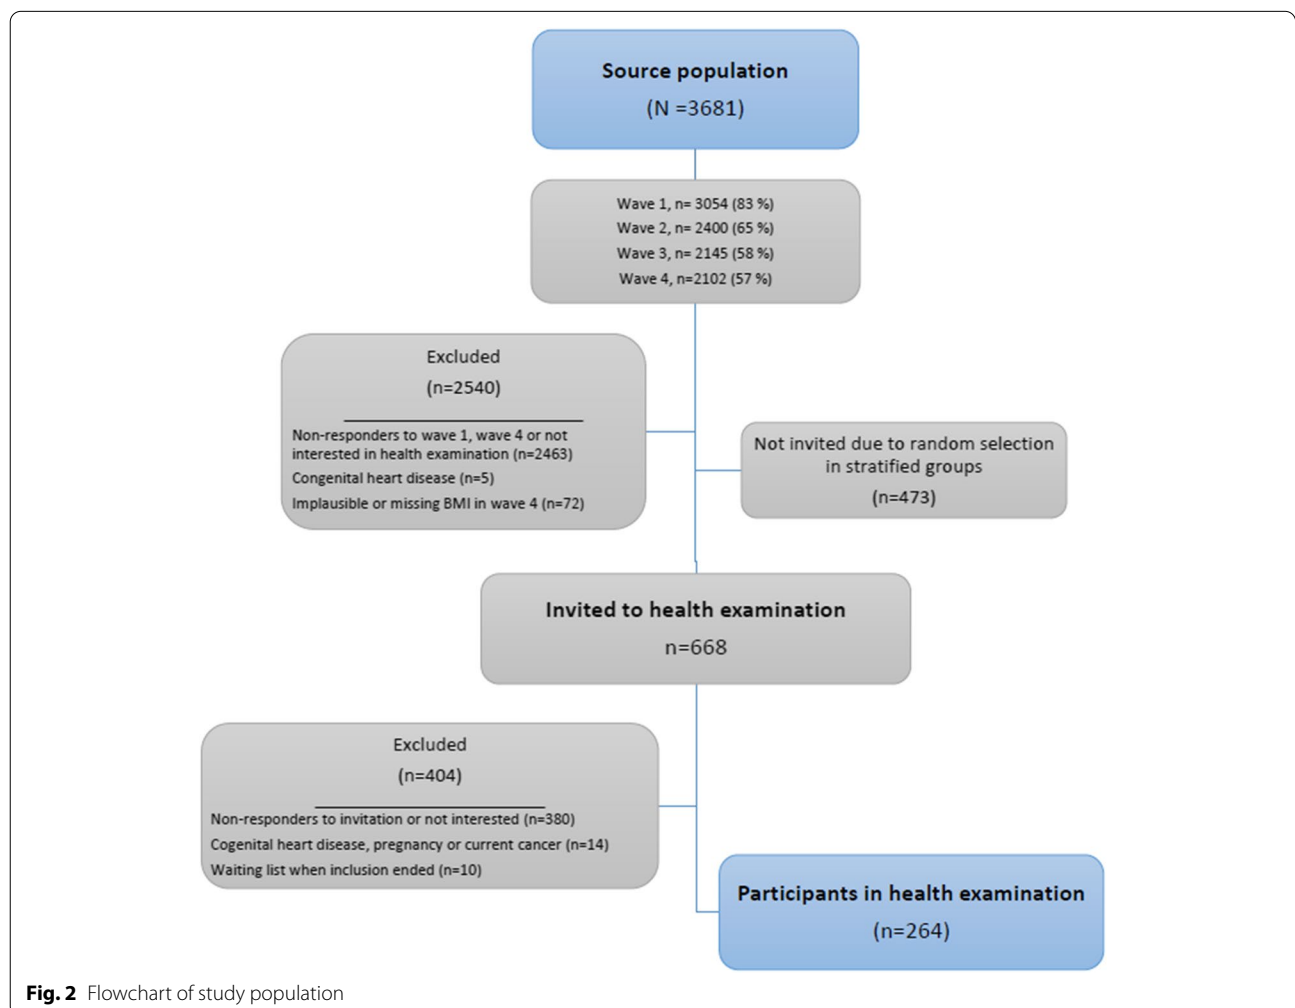 Source population
(N =3681)
Wave 1, n= 3054 (83 %)
Wave 2, n= 2400 (65 %)
Wave 3, n= 2145 (58 %)
Wave 4, n=2102 (57 %)
Excluded
(n=2540)
Non-responders to wave 1, wave 4 or not
interested in health examination (n=2463)
Congenital heart disease (n=5)
Implausible or missing BMI in wave 4 (n=72)
Not invited due to random selection
in stratified groups
(n=473)
Invited to health examination
n=668
Excluded
(n=404)
Non-responders to invitation or not interested (n=380)
Cogenital heart disease, pregnancy or current cancer (n=14)
Waiting list when inclusion ended (n=10)
Participants in health examination
(n=264)
Fig. 2 Flowchart of study population